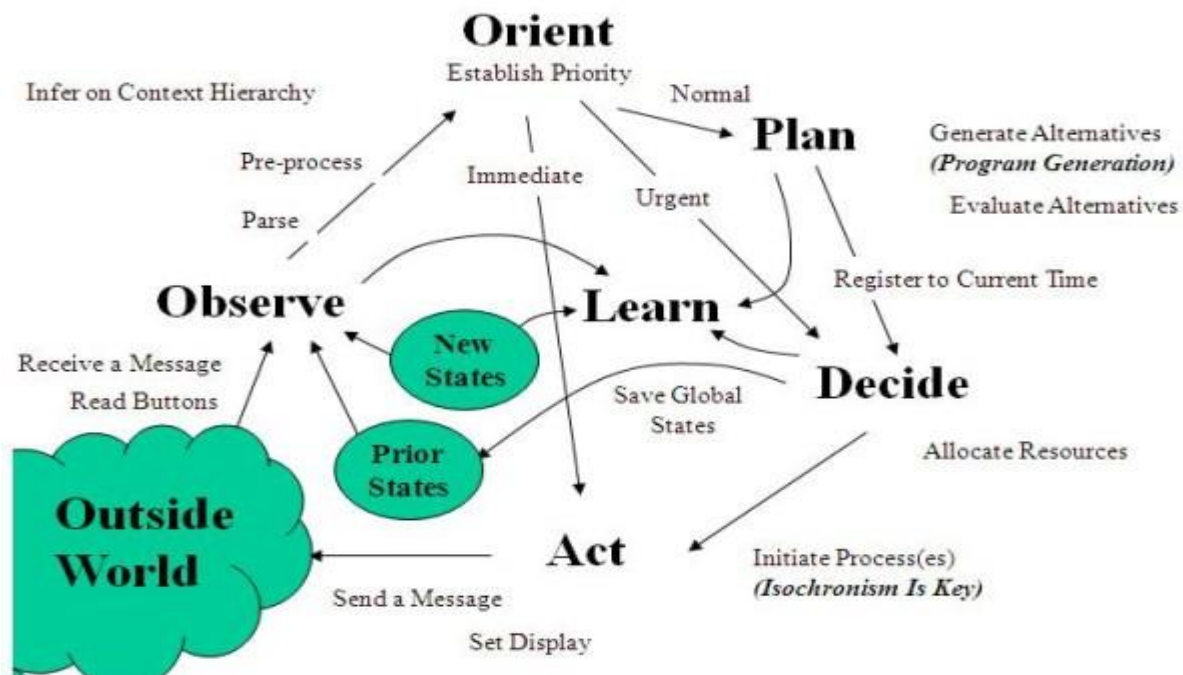 Orient
Establish Priority
Infer on Context Hierarchy
Normal
Plan
Generate Alternatives
(Program Generation)
Evaluate Alternatives
Pre-process
Immediate
Urgent
Parse
Register to Current Time
Observe
Learn
New
States
Receive a Message
Read Buttons
Decide
Save Global
States
Prior
States
Allocate Resources
Outside
World
Act
Initiate Process(es)
(Isochronism Is Key)
Send a Message
Set Display